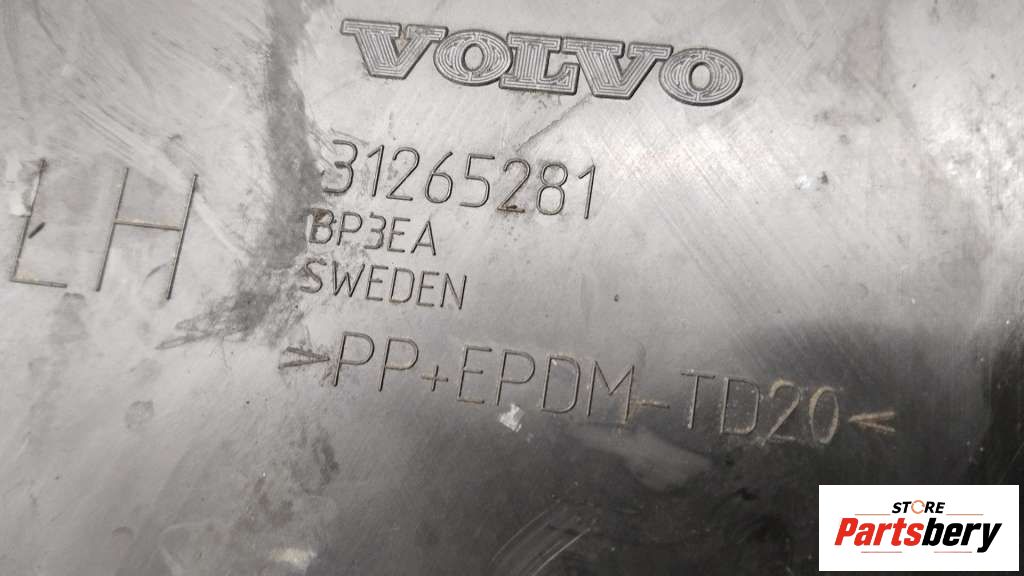 VOLVO
31265281
LH
BP3EA
SWEDEN
>PP+EPDM-TD20<
STORE
Partsbery